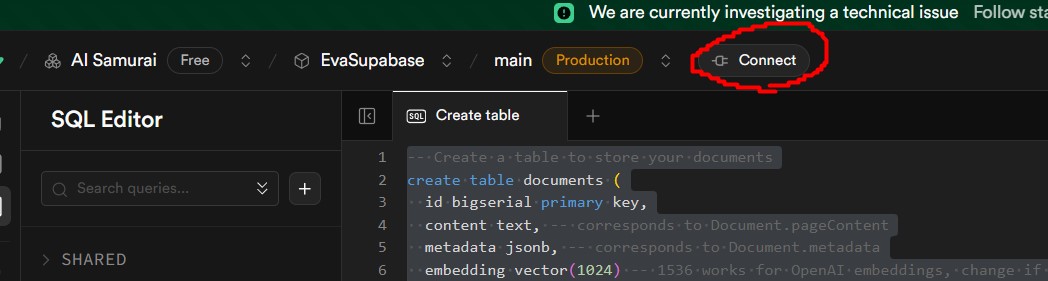 We are currently investigating a technical issue Follow sta
AI Samurai Free / EvaSupabase / main Production Connect
SQL Editor
SQL Create table +
Search queries... +
SHARED
1 -- Create a table to store your documents
2 create table documents (
3 id bigserial primary key,
4 content text, -- corresponds to Document.pageContent
5 metadata jsonb, -- corresponds to Document.metadata
6 embedding vector(1024) -- 1536 works for OpenAI embeddings, change if